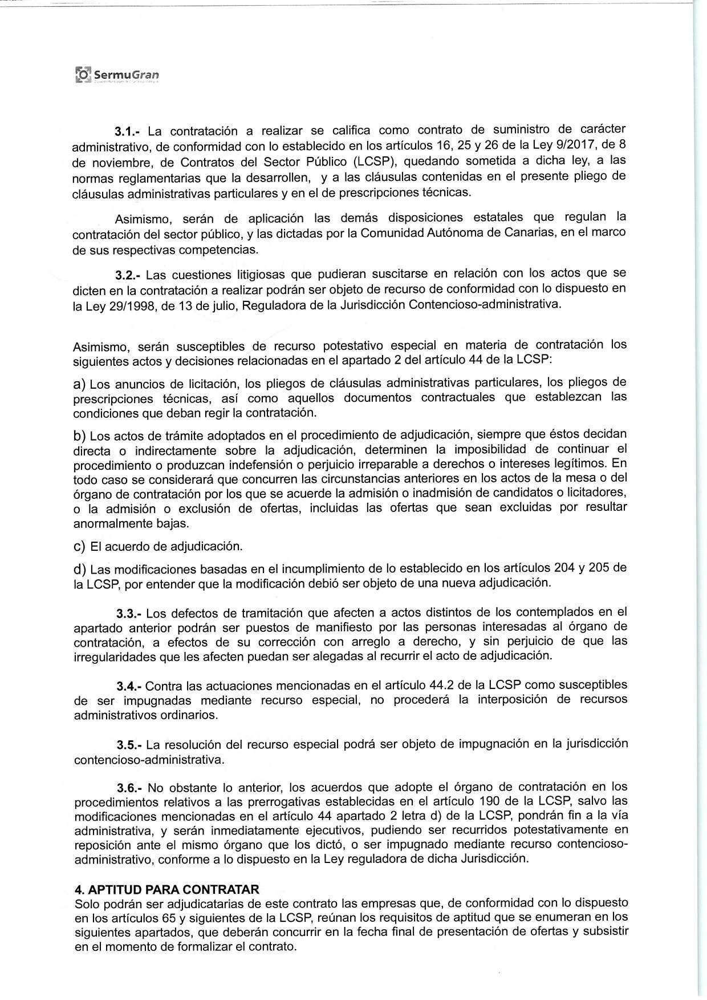 SermuGran
3.1.- La contratación a realizar se califica como contrato de suministro de carácter
administrativo, de conformidad con lo establecido en los artículos 16, 25 y 26 de la Ley 9/2017, de 8
de noviembre, de Contratos del Sector Público (LCSP), quedando sometida a dicha ley, a las
normas reglamentarias que la desarrollen, y a las cláusulas contenidas en el presente pliego de
cláusulas administrativas particulares y en el de prescripciones técnicas.
Asimismo, serán de aplicación las demás disposiciones estatales que regulan la
contratación del sector público, y las dictadas por la Comunidad Autónoma de Canarias, en el marco
de sus respectivas competencias.
3.2.- Las cuestiones litigiosas que pudieran suscitarse en relación con los actos que se
dicten en la contratación a realizar podrán ser objeto de recurso de conformidad con lo dispuesto en
la Ley 29/1998, de 13 de julio, Reguladora de la Jurisdicción Contencioso-administrativa.
Asimismo, serán susceptibles de recurso potestativo especial en materia de contratación los
siguientes actos y decisiones relacionadas en el apartado 2 del artículo 44 de la LCSP:
a) Los anuncios de licitación, los pliegos de cláusulas administrativas particulares, los pliegos de
prescripciones técnicas, así como aquellos documentos contractuales que establezcan las
condiciones que deban regir la contratación.
b) Los actos de trámite adoptados en el procedimiento de adjudicación, siempre que éstos decidan
directa o indirectamente sobre la adjudicación, determinen la imposibilidad de continuar el
procedimiento o produzcan indefensión o perjuicio irreparable a derechos o intereses legítimos. En
todo caso se considerará que concurren las circunstancias anteriores en los actos de la mesa o del
órgano de contratación por los que se acuerde la admisión o inadmisión de candidatos o licitadores,
o la admisión o exclusión de ofertas, incluidas las ofertas que sean excluidas por resultar
anormalmente bajas.
c) El acuerdo de adjudicación.
d) Las modificaciones basadas en el incumplimiento de lo establecido en los artículos 204 y 205 de
la LCSP, por entender que la modificación debió ser objeto de una nueva adjudicación.
3.3.- Los defectos de tramitación que afecten a actos distintos de los contemplados en el
apartado anterior podrán ser puestos de manifiesto por las personas interesadas al órgano de
contratación, a efectos de su corrección con arreglo a derecho, y sin perjuicio de que las
irregularidades que les afecten puedan ser alegadas al recurrir el acto de adjudicación.
3.4.- Contra las actuaciones mencionadas en el artículo 44.2 de la LCSP como susceptibles
de ser impugnadas mediante recurso especial, no procederá la interposición de recursos
administrativos ordinarios.
3.5.- La resolución del recurso especial podrá ser objeto de impugnación en la jurisdicción
contencioso-administrativa.
3.6.- No obstante lo anterior, los acuerdos que adopte el órgano de contratación en los
procedimientos relativos a las prerrogativas establecidas en el artículo 190 de la LCSP, salvo las
modificaciones mencionadas en el artículo 44 apartado 2 letra d) de la LCSP, pondrán fin a la vía
administrativa, y serán inmediatamente ejecutivos, pudiendo ser recurridos potestativamente en
reposición ante el mismo órgano que los dictó, o ser impugnado mediante recurso contencioso-
administrativo, conforme a lo dispuesto en la Ley reguladora de dicha Jurisdicción.
4. APTITUD PARA CONTRATAR
Solo podrán ser adjudicatarias de este contrato las empresas que, de conformidad con lo dispuesto
en los artículos 65 y siguientes de la LCSP, reúnan los requisitos de aptitud que se enumeran en los
siguientes apartados, que deberán concurrir en la fecha final de presentación de ofertas y subsistir
en el momento de formalizar el contrato.